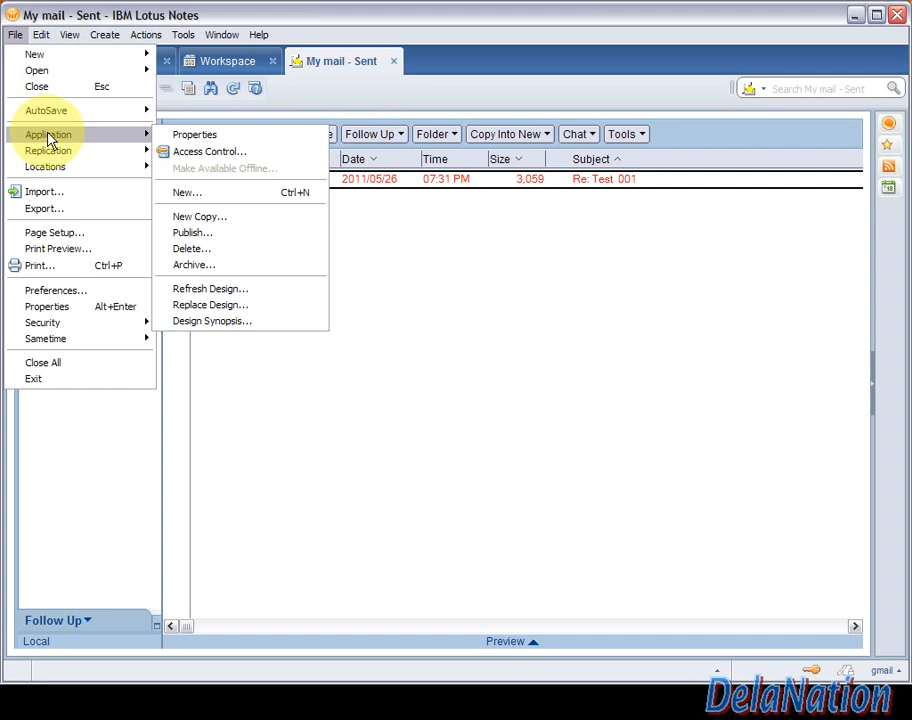 My mail - Sent - IBM Lotus Notes
File Edit View Create Actions Tools Window Help
Workspace My mail - Sent
Search My mail - Sent
New
Open
Close Esc
AutoSave
Application
Replication
Locations
Import...
Export...
Page Setup...
Print Preview...
Print... Ctrl+P
Preferences...
Properties Alt+Enter
Security
Sametime
Close All
Exit
Properties
Access Control...
Make Available Offline...
New... Ctrl+N
New Copy...
Publish...
Delete...
Archive...
Refresh Design...
Replace Design...
Design Synopsis...
Follow Up Folder Copy Into New Chat Tools
Date Time Size Subject
2011/05/26 07:31 PM 3,059 Re: Test 001
Follow Up
Local
Preview
gmail
DelaNation